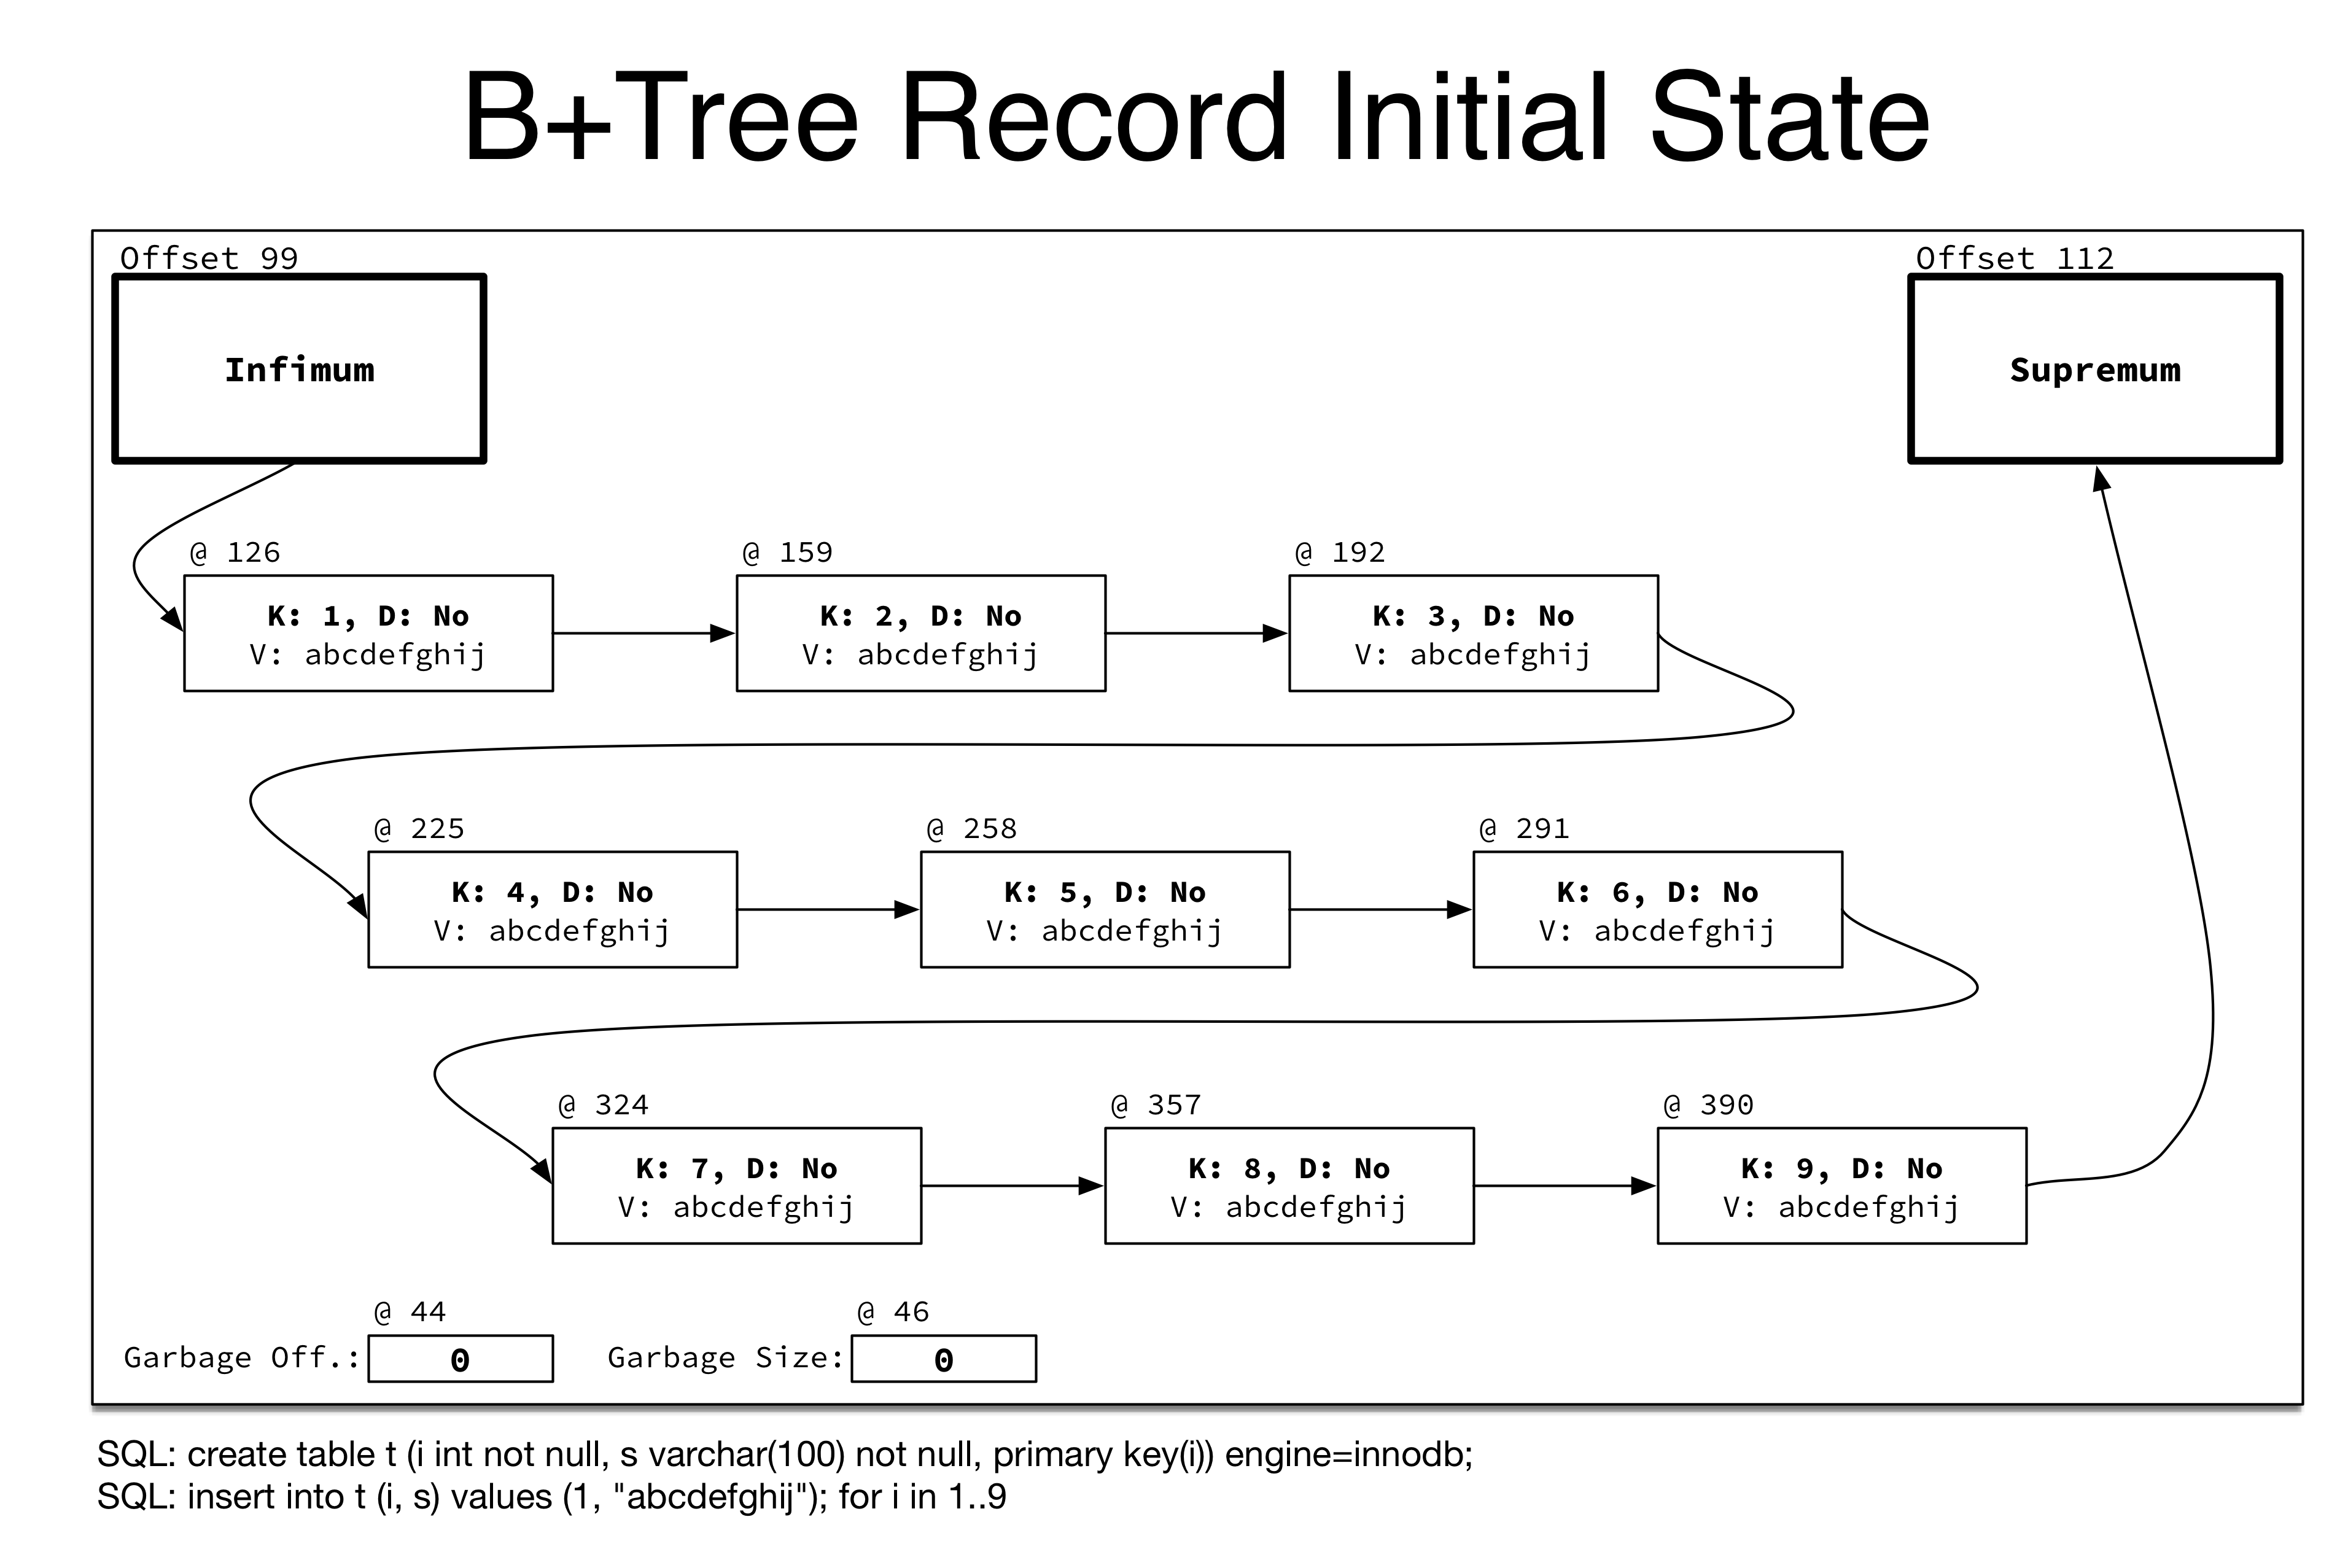 B+Tree Record Initial State
Offset 99
Offset 112
Infimum
Supremum
@ 126
@ 159
@ 192
K: 1, D: No
V: abcdefghij
K: 2, D: No
V: abcdefghij
K: 3, D: No
V: abcdefghij
@ 225
@ 258
@ 291
K: 4, D: No
V: abcdefghij
K: 5, D: No
V: abcdefghij
K: 6, D: No
V: abcdefghij
@ 324
@ 357
@ 390
K: 7, D: No
V: abcdefghij
K: 8, D: No
V: abcdefghij
K: 9, D: No
V: abcdefghij
@ 44
@ 46
Garbage Off.: 0
Garbage Size: 0
SQL: create table t (i int not null, s varchar(100) not null, primary key(i)) engine=innodb;
SQL: insert into t (i, s) values (1, "abcdefghij"); for i in 1..9